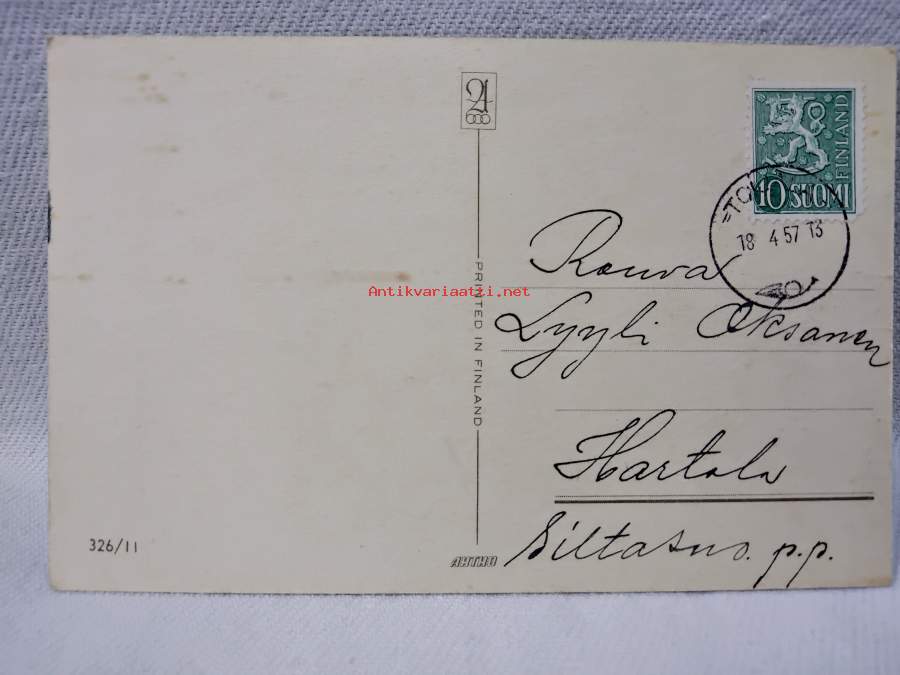 FINLAND
10 SUOMI
18 4 57 13
PRINTED IN FINLAND
Antikvariaatti.net
Rouva
Lyyli Oksanen
Hartola
Siltasuo. p.p.
326/11